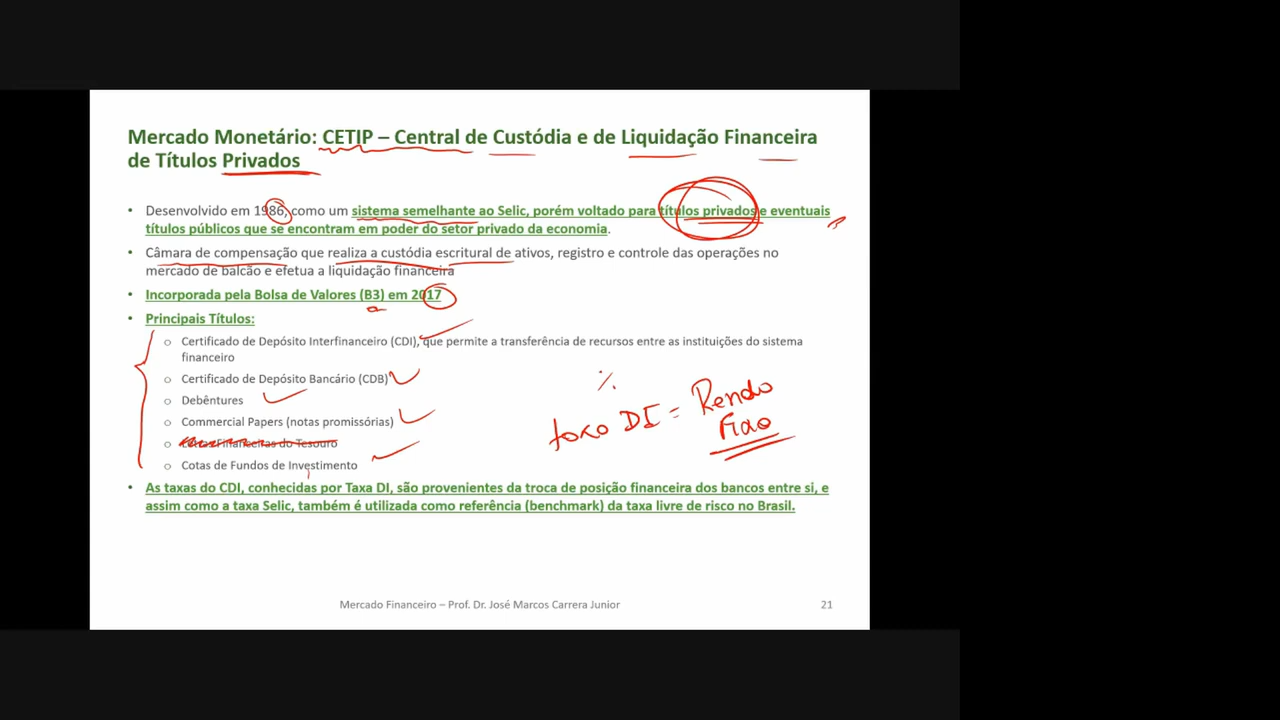 Mercado Monetário: CETIP – Central de Custódia e de Liquidação Financeira
de Títulos Privados
• Desenvolvido em 1986, como um sistema semelhante ao Selic, porém voltado para títulos privados e eventuais
títulos públicos que se encontram em poder do setor privado da economia.
• Câmara de compensação que realiza a custódia escritural de ativos, registro e controle das operações no
mercado de balcão e efetua a liquidação financeira
• Incorporada pela Bolsa de Valores (B3) em 2017
• Principais Títulos:
o Certificado de Depósito Interfinanceiro (CDI), que permite a transferência de recursos entre as instituições do sistema
financeiro
o Certificado de Depósito Bancário (CDB)
o Debêntures
o Commercial Papers (notas promissórias)
o Financeiras do Tesouro
o Cotas de Fundos de Investimento
%
taxa DI = Renda
Fixa
• As taxas do CDI, conhecidas por Taxa DI, são provenientes da troca de posição financeira dos bancos entre si, e
assim como a taxa Selic, também é utilizada como referência (benchmark) da taxa livre de risco no Brasil.
Mercado Financeiro – Prof. Dr. José Marcos Carrera Junior
21